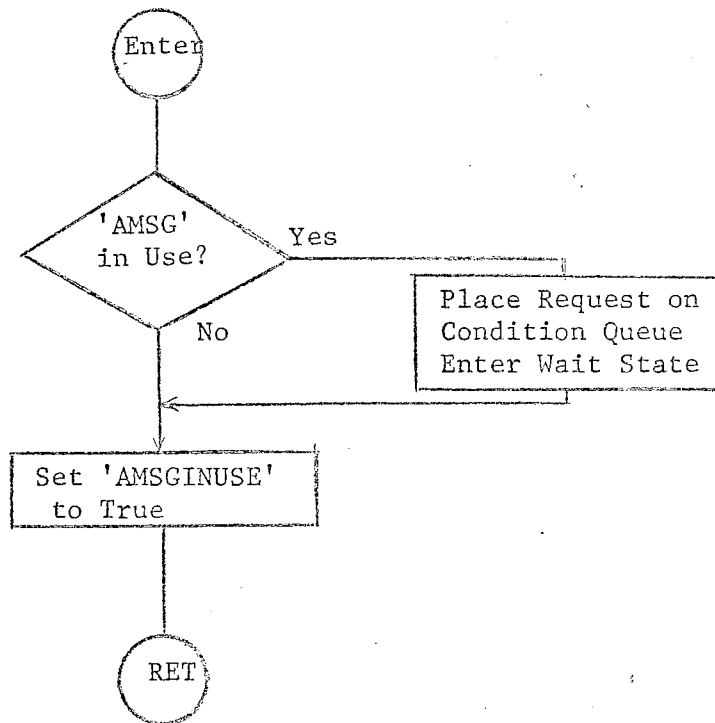 Enter
'AMSG'
in Use?
Yes
No
Place Request on
Condition Queue
Enter Wait State
Set 'AMSGINUSE'
to True
RET